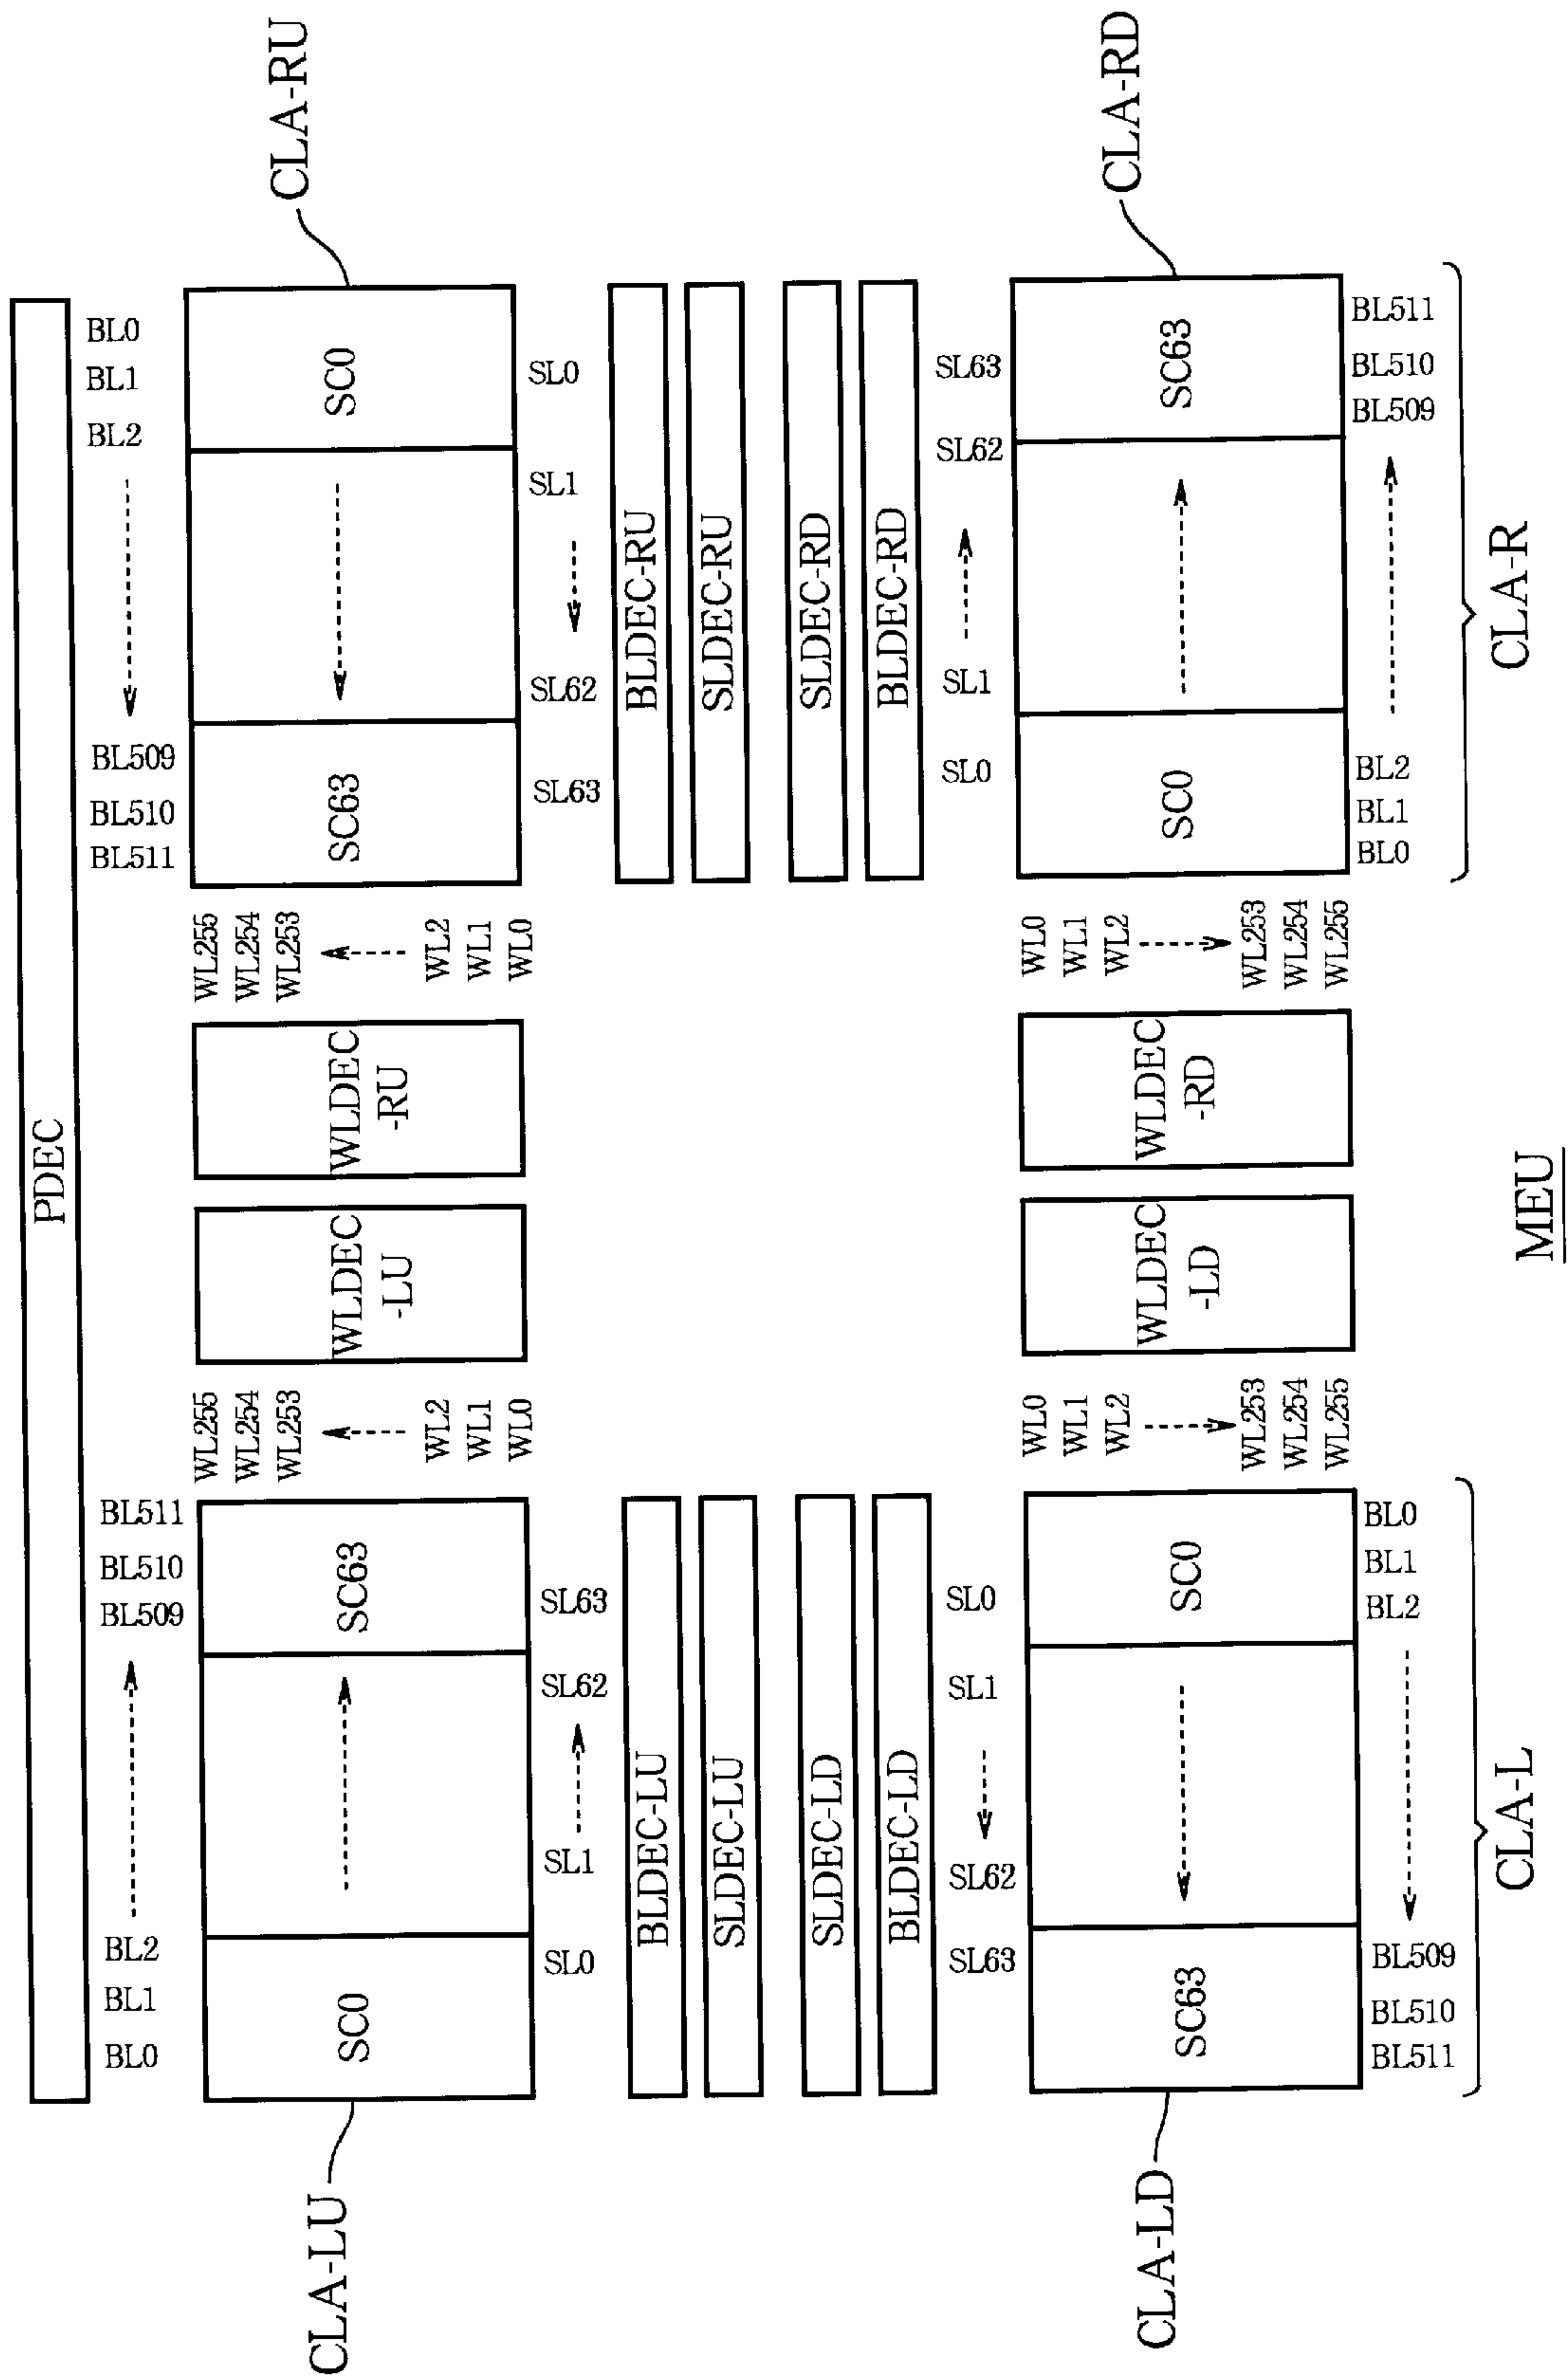 PDEC
BL0
BL1
BL2
BL509
BL510
BL511
BL511
BL510
BL509
BL2
BL1
BL0
CLA-LU
SC0
SC63
WL255
WL254
WL253
WL2
WL1
WL0
WLDEC
-LU
WLDEC
-RU
WL255
WL254
WL253
WL2
WL1
WL0
SC63
SC0
CLA-RU
SL0
SL1
SL62
SL63
SL63
SL62
SL1
SL0
BLDEC-LU
BLDEC-RU
SLDEC-LU
SLDEC-RU
SLDEC-LD
SLDEC-RD
BLDEC-LD
BLDEC-RD
SL63
SL62
SL1
SL0
SL0
SL1
SL62
SL63
CLA-LD
SC63
SC0
WL0
WL1
WL2
WL253
WL254
WL255
WLDEC
-LD
WLDEC
-RD
WL0
WL1
WL2
WL253
WL254
WL255
SC0
SC63
CLA-RD
BL511
BL510
BL509
BL2
BL1
BL0
BL0
BL1
BL2
BL509
BL510
BL511
CLA-L
CLA-R
MEU